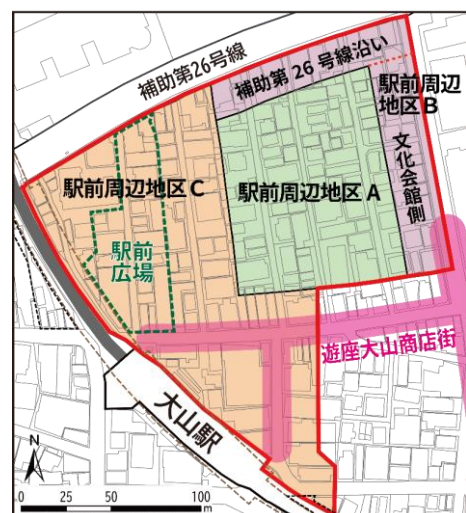 補助第26号線
補助第 26 号線沿い
駅前周辺
地区B
文化会館側
駅前周辺地区C
駅前周辺地区A
駅前
広場
遊座大山商店街
大山駅
N
0 25 50 100
m